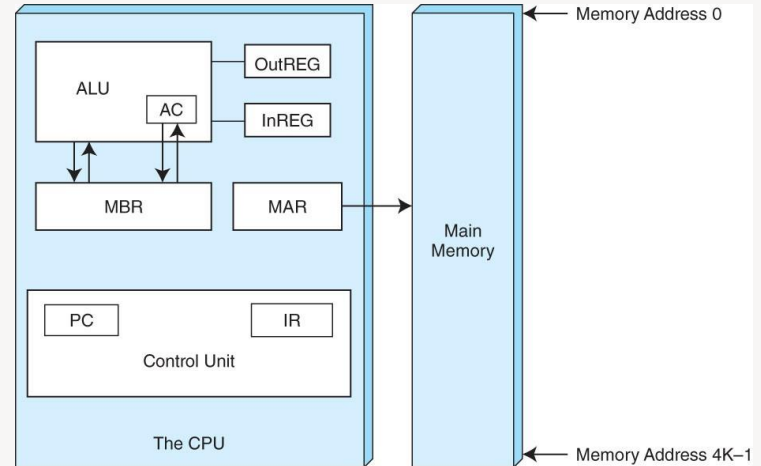 Memory Address 0
ALU
OutREG
AC
InREG
MBR
MAR
Main
Memory
PC
IR
Control Unit
The CPU
Memory Address 4K–1